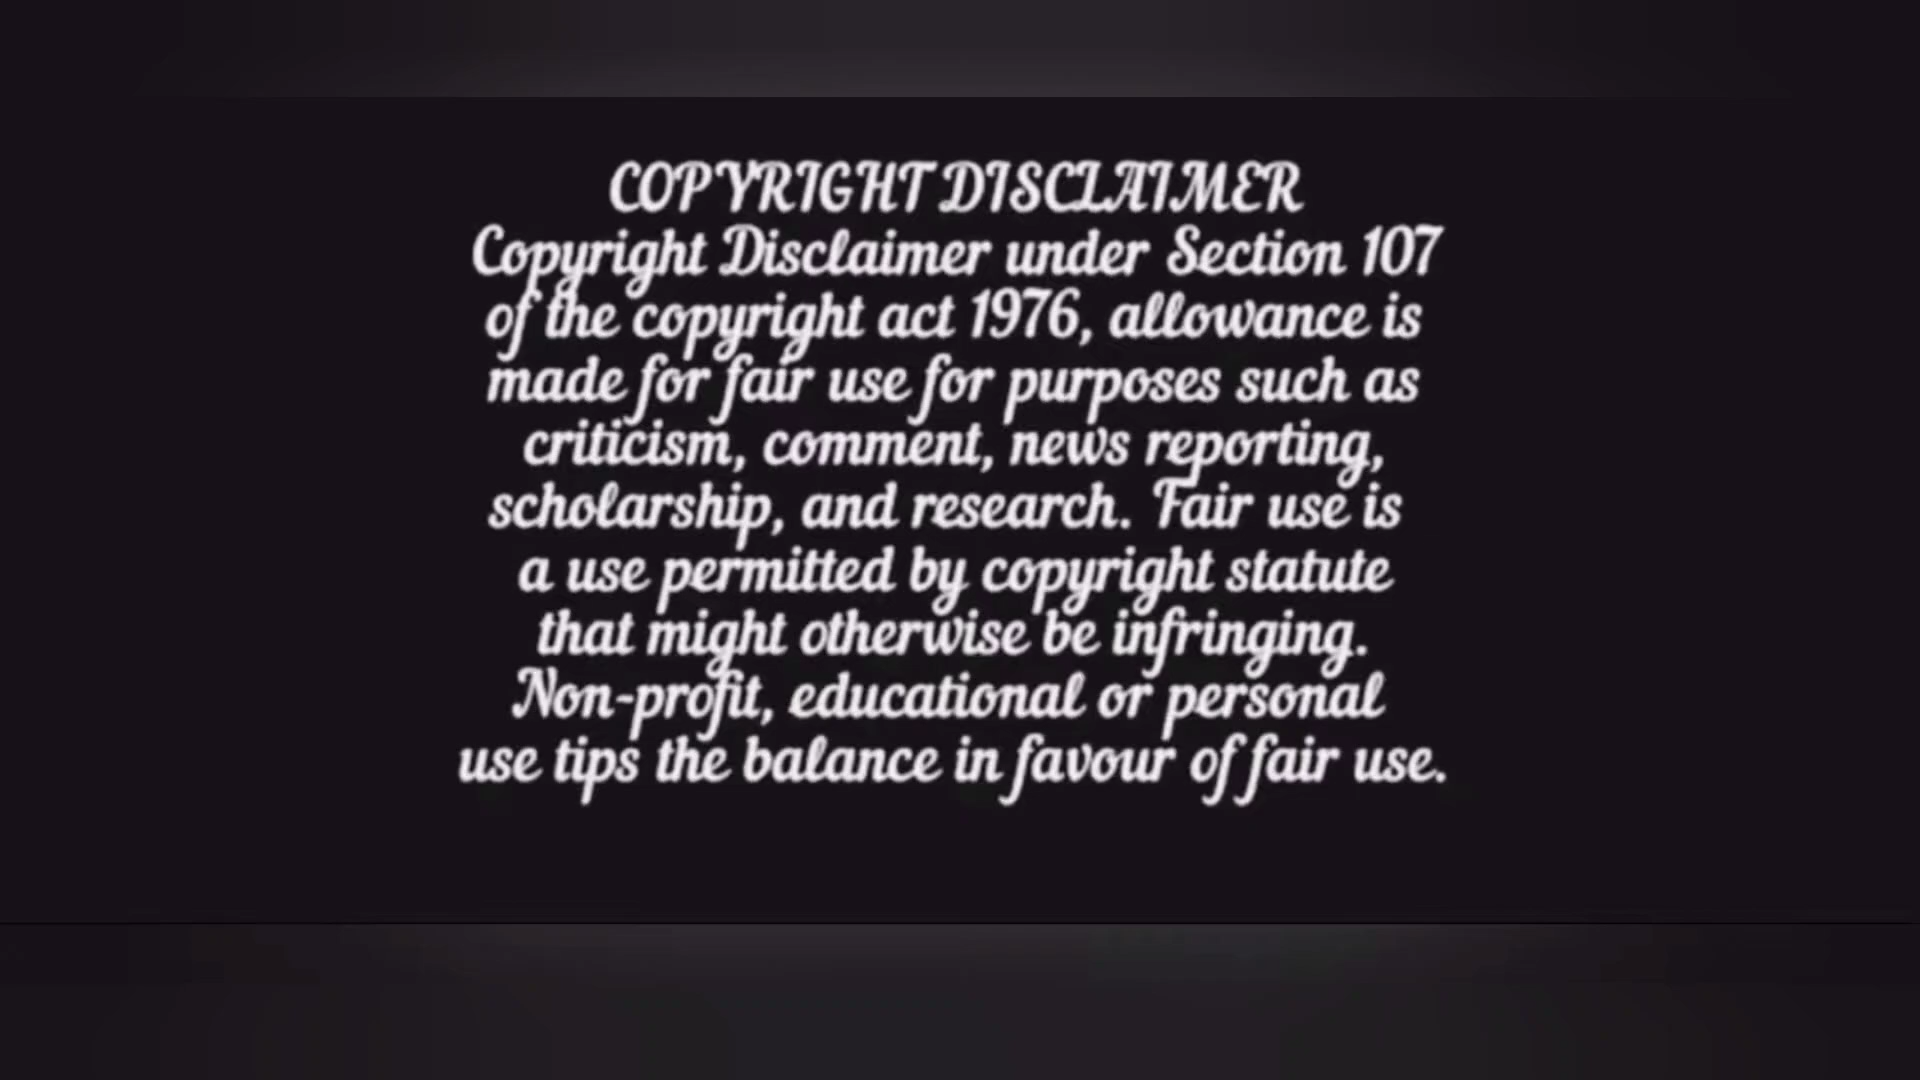 COPYRIGHT DISCLAIMER
Copyright Disclaimer under Section 107
of the copyright act 1976, allowance is
made for fair use for purposes such as
criticism, comment, news reporting,
scholarship, and research. Fair use is
a use permitted by copyright statute
that might otherwise be infringing.
Non-profit, educational or personal
use tips the balance in favour of fair use.